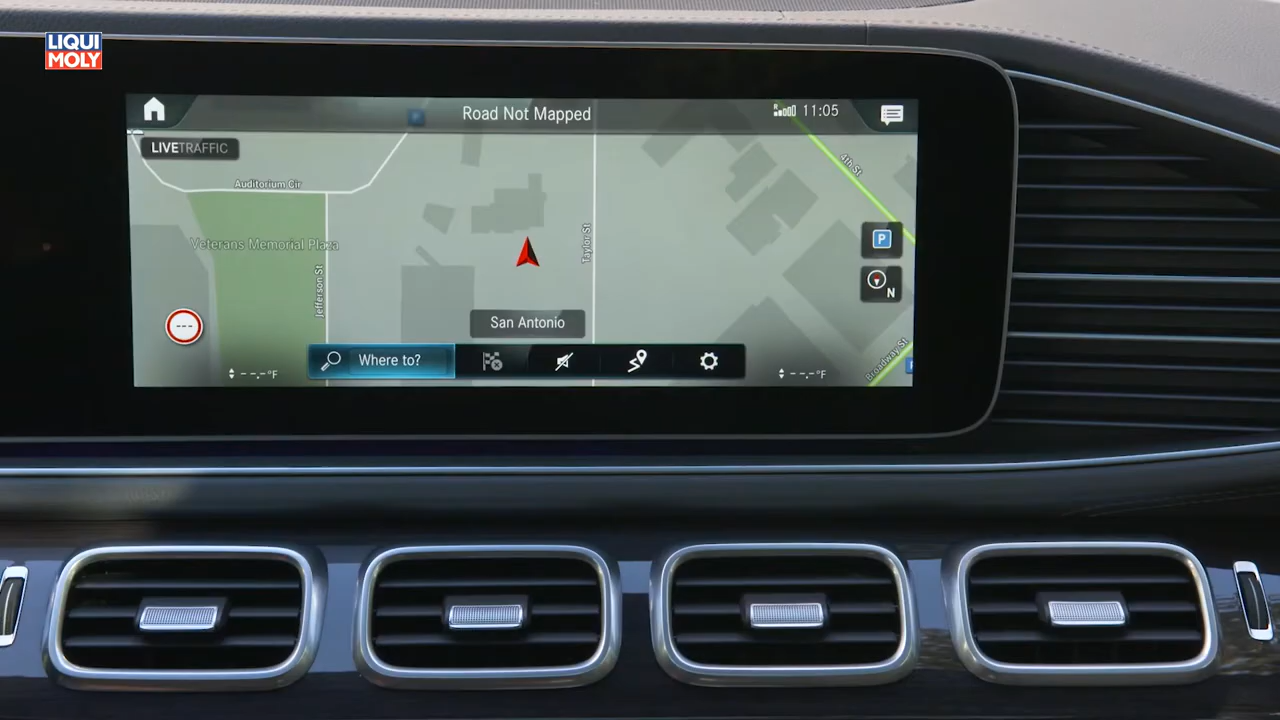 LIQUI
MOLY
Road Not Mapped
11:05
LIVETRAFFIC
4th St
Auditorium Cir
Veterans Memorial Plaza
Taylor St
Jefferson St
P
N
---
San Antonio
Where to?
--.-°F
--.-°F
Broadway St